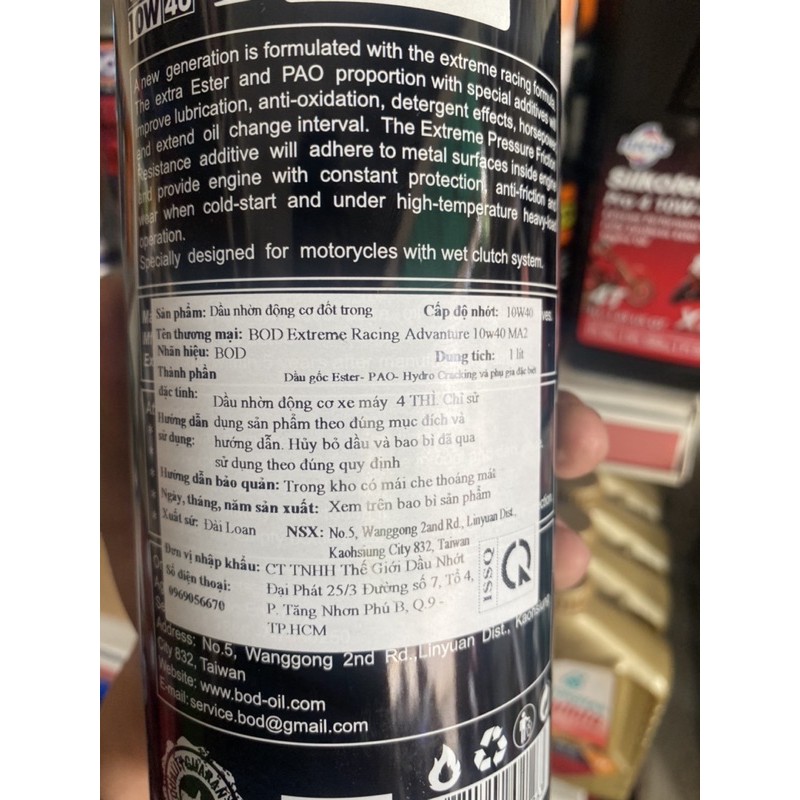 10W 40
A new generation is formulated with the extreme racing formula
The extra Ester and PAO proportion with special additives
improve lubrication, anti-oxidation, detergent effects, horsepower
and extend oil change interval. The Extreme Pressure Friction
Resistance additive will adhere to metal surfaces inside engine
and provide engine with constant protection, anti-friction and
wear when cold-start and under high-temperature heavy-load
operation.
Specially designed for motorcycles with wet clutch system.
Sản phẩm: Dầu nhờn động cơ đốt trong Cấp độ nhớt: 10W40
Tên thương mại: BOD Extreme Racing Advanture 10w40 MA2
Nhãn hiệu: BOD Dung tích: 1 lít
Thành phần Dầu gốc Ester- PAO- Hydro Cracking và phụ gia đặc biệt
đặc tính: Dầu nhờn động cơ xe máy 4 THÌ. Chỉ sử
Hướng dẫn dụng sản phẩm theo đúng mục đích và
sử dụng: hướng dẫn. Hủy bỏ dầu và bao bì đã qua
sử dụng theo đúng quy định
Hướng dẫn bảo quản: Trong kho có mái che thoáng mát
Ngày, tháng, năm sản xuất: Xem trên bao bì sản phẩm
Xuất sứ: Đài Loan NSX: No.5, Wanggong 2and Rd., Linyuan Dist.,
Kaohsiung City 832, Taiwan
Đơn vị nhập khẩu: CT TNHH Thế Giới Dầu Nhớt
Số điện thoại: Đại Phát 25/3 Đường số 7, Tổ 4,
0969056670 P. Tăng Nhơn Phú B, Q.9 -
TP.HCM
ISSQ
Address: No.5, Wanggong 2nd Rd.,Linyuan Dist., Kaohsiung
City 832, Taiwan
Website: www.bod-oil.com
E-mail:service.bod@gmail.com
Silkolene
Pro 4 10W-
4T